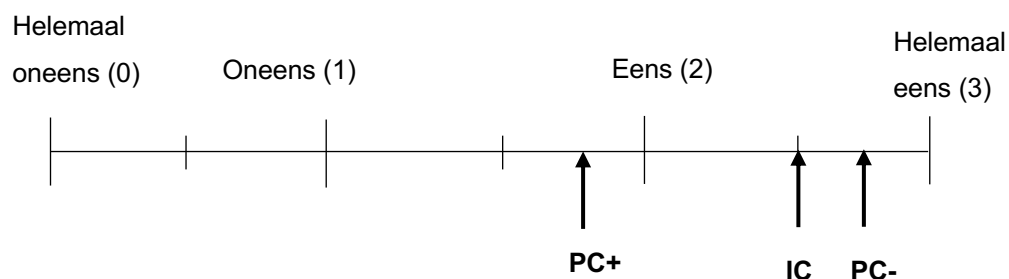 Helemaal
oneens (0)
Oneens (1)
Eens (2)
Helemaal
eens (3)
PC+
IC
PC-